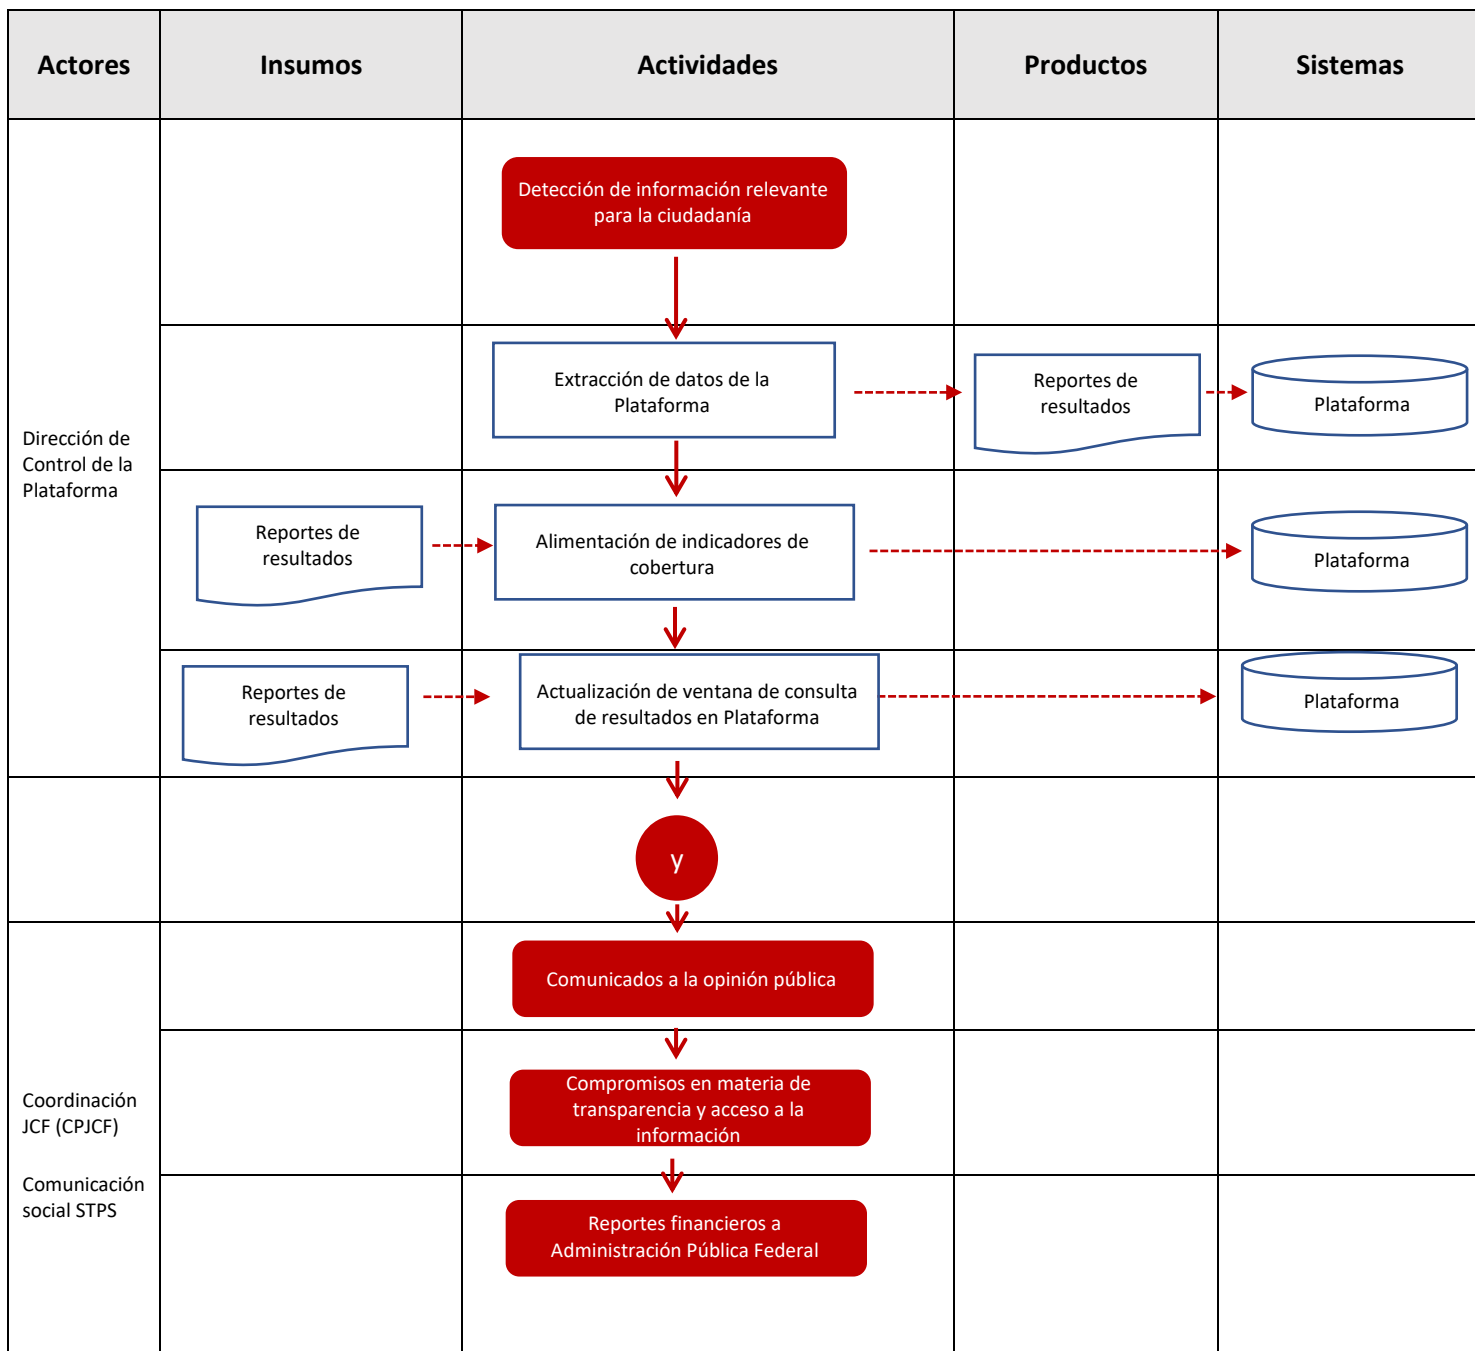 Actores
Insumos
Actividades
Productos
Sistemas
Detección de información relevante
para la ciudadanía
Dirección de
Control de la
Plataforma
Extracción de datos de la
Plataforma
Reportes de
resultados
Plataforma
Reportes de
resultados
Alimentación de indicadores de
cobertura
Plataforma
Reportes de
resultados
Actualización de ventana de consulta
de resultados en Plataforma
Plataforma
y
Coordinación
JCF (CPJCF)
Comunicación
social STPS
Comunicados a la opinión pública
Compromisos en materia de
transparencia y acceso a la
información
Reportes financieros a
Administración Pública Federal